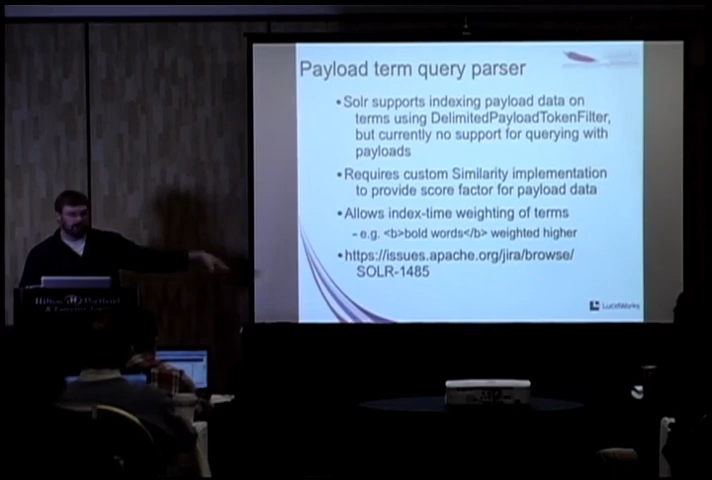 Payload term query parser
•Solr supports indexing payload data on
terms using DelimitedPayloadTokenFilter,
but currently no support for querying with
payloads
•Requires custom Similarity implementation
to provide score factor for payload data
•Allows index-time weighting of terms
– e.g. <b>bold words</b> weighted higher
•https://issues.apache.org/jira/browse/
SOLR-1485
LucidWorks
Hilton Portland